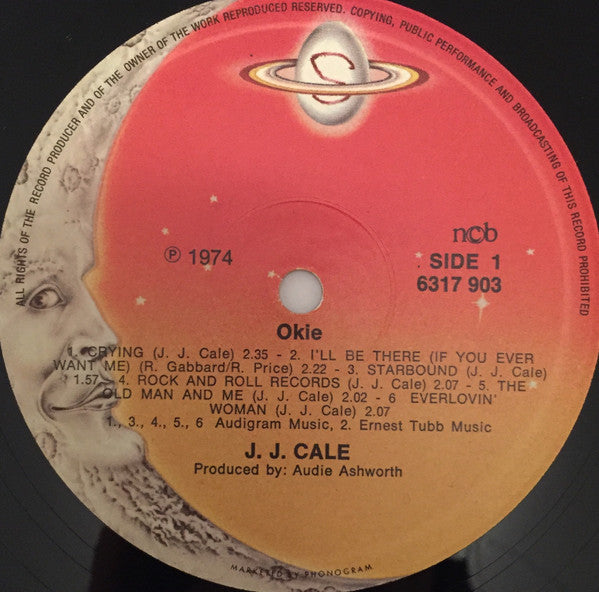 ALL RIGHTS OF THE RECORD PRODUCER AND OF THE OWNER OF THE WORK REPRODUCED RESERVED. COPYING, PUBLIC PERFORMANCE AND BROADCASTING OF THIS RECORD PROHIBITED
℗ 1974
ncb
SIDE 1
6317 903
Okie
1. CRYING (J. J. Cale) 2.35 - 2. I'LL BE THERE (IF YOU EVER
WANT ME) (R. Gabbard/R. Price) 2.22 - 3. STARBOUND (J. J. Cale)
1.57 - 4. ROCK AND ROLL RECORDS (J. J. Cale) 2.07 - 5. THE
OLD MAN AND ME (J. J. Cale) 2.02 - 6 EVERLOVIN'
WOMAN (J. J. Cale) 2.07
1., 3., 4., 5., 6 Audigram Music, 2. Ernest Tubb Music
J. J. CALE
Produced by: Audie Ashworth
MARKETED BY PHONOGRAM